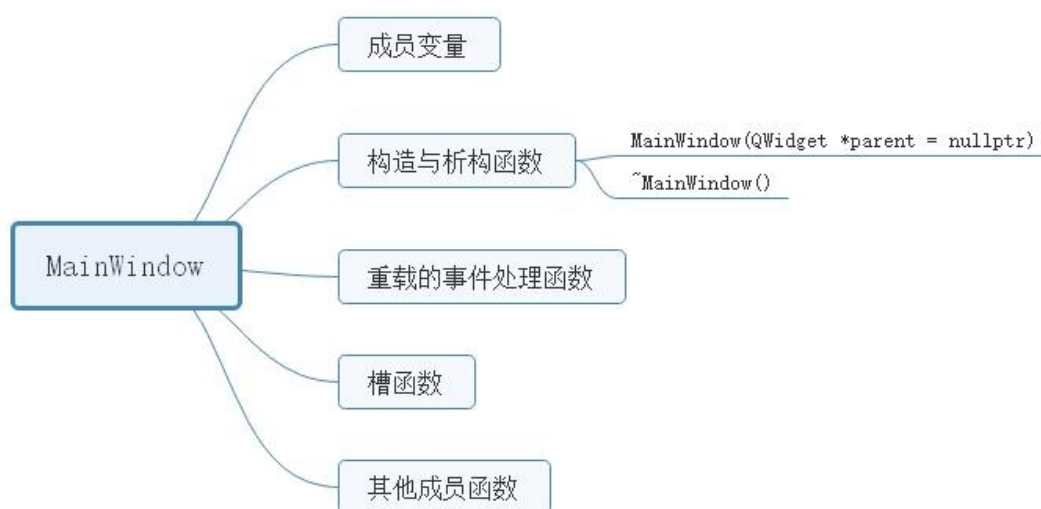 MainWindow
成员变量
构造与析构函数
MainWindow(QWidget *parent = nullptr)
~MainWindow()
重载的事件处理函数
槽函数
其他成员函数